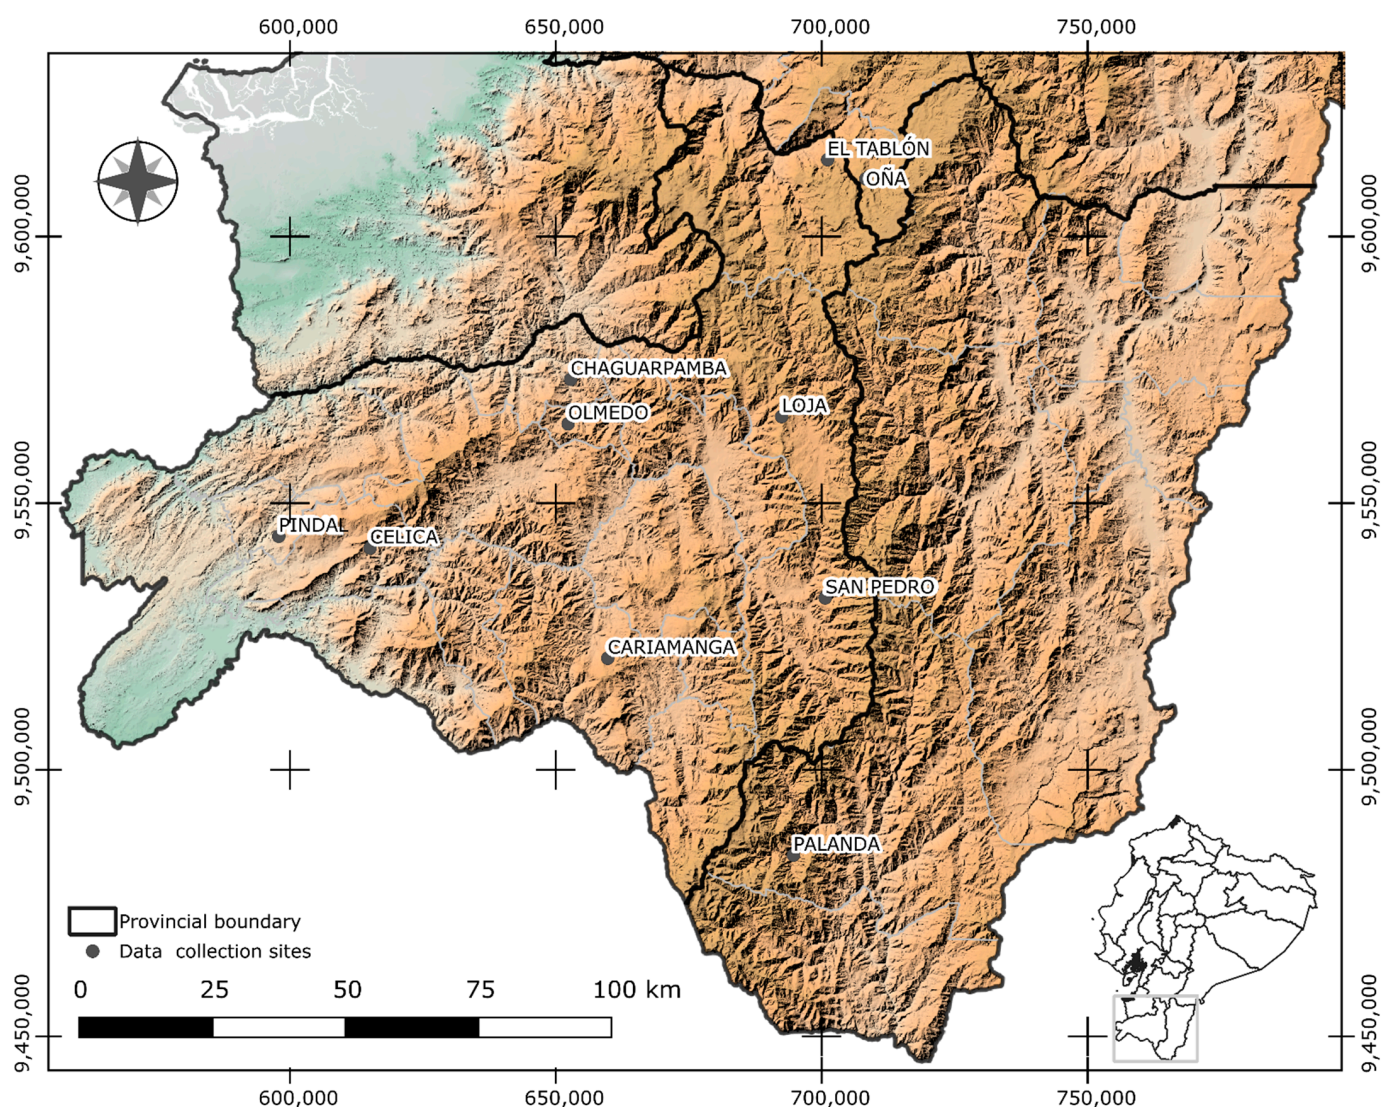 600,000 650,000 700,000 750,000
9,600,000 9,600,000
EL TABLÓN
OÑA
CHAGUARPAMBA
OLMEDO
LOJA
9,550,000 9,550,000
PINDAL
CELICA
SAN PEDRO
CARIAMANGA
9,500,000 9,500,000
PALANDA
Provincial boundary
Data collection sites
0 25 50 75 100 km
9,450,000 9,450,000
600,000 650,000 700,000 750,000